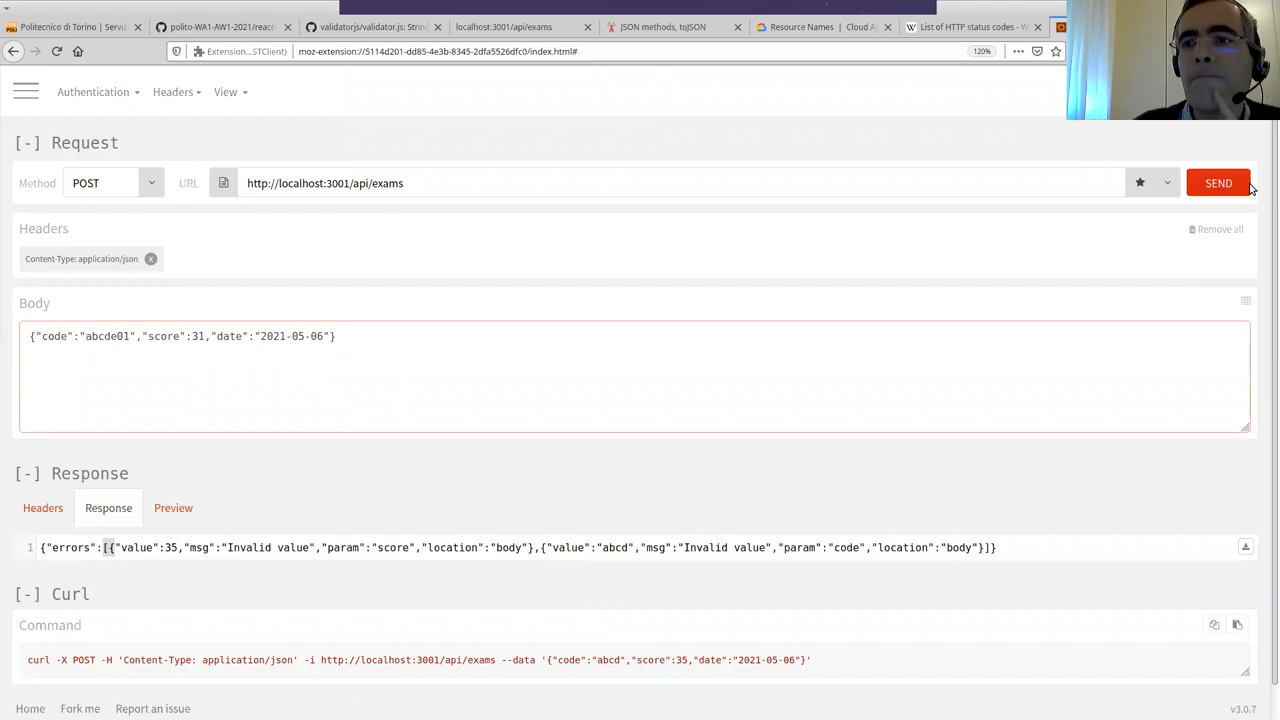 Politecnico di Torino | Serviz
polito-WA1-AW1-2021/react-
validatorjs/validator.js: Strin
localhost:3001/api/exams
JSON methods, toJSON
Resource Names | Cloud A
List of HTTP status codes - W
Extension... STClient) moz-extension://5114d201-dd85-4e3b-8345-2dfa5526dfc0/index.html# 120%
Authentication Headers View
[-] Request
Method POST URL http://localhost:3001/api/exams SEND
Headers Remove all
Content-Type: application/json x
Body
{"code":"abcde01","score":31,"date":"2021-05-06"}
[-] Response
Headers Response Preview
1 {"errors":[{"value":35,"msg":"Invalid value","param":"score","location":"body"},{"value":"abcd","msg":"Invalid value","param":"code","location":"body"}]}
[-] Curl
Command
curl -X POST -H 'Content-Type: application/json' -i http://localhost:3001/api/exams --data '{"code":"abcd","score":35,"date":"2021-05-06"}'
Home Fork me Report an issue v3.0.7